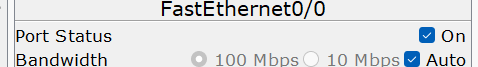 FastEthernet0/0
Port Status On
Bandwidth 100 Mbps 10 Mbps Auto